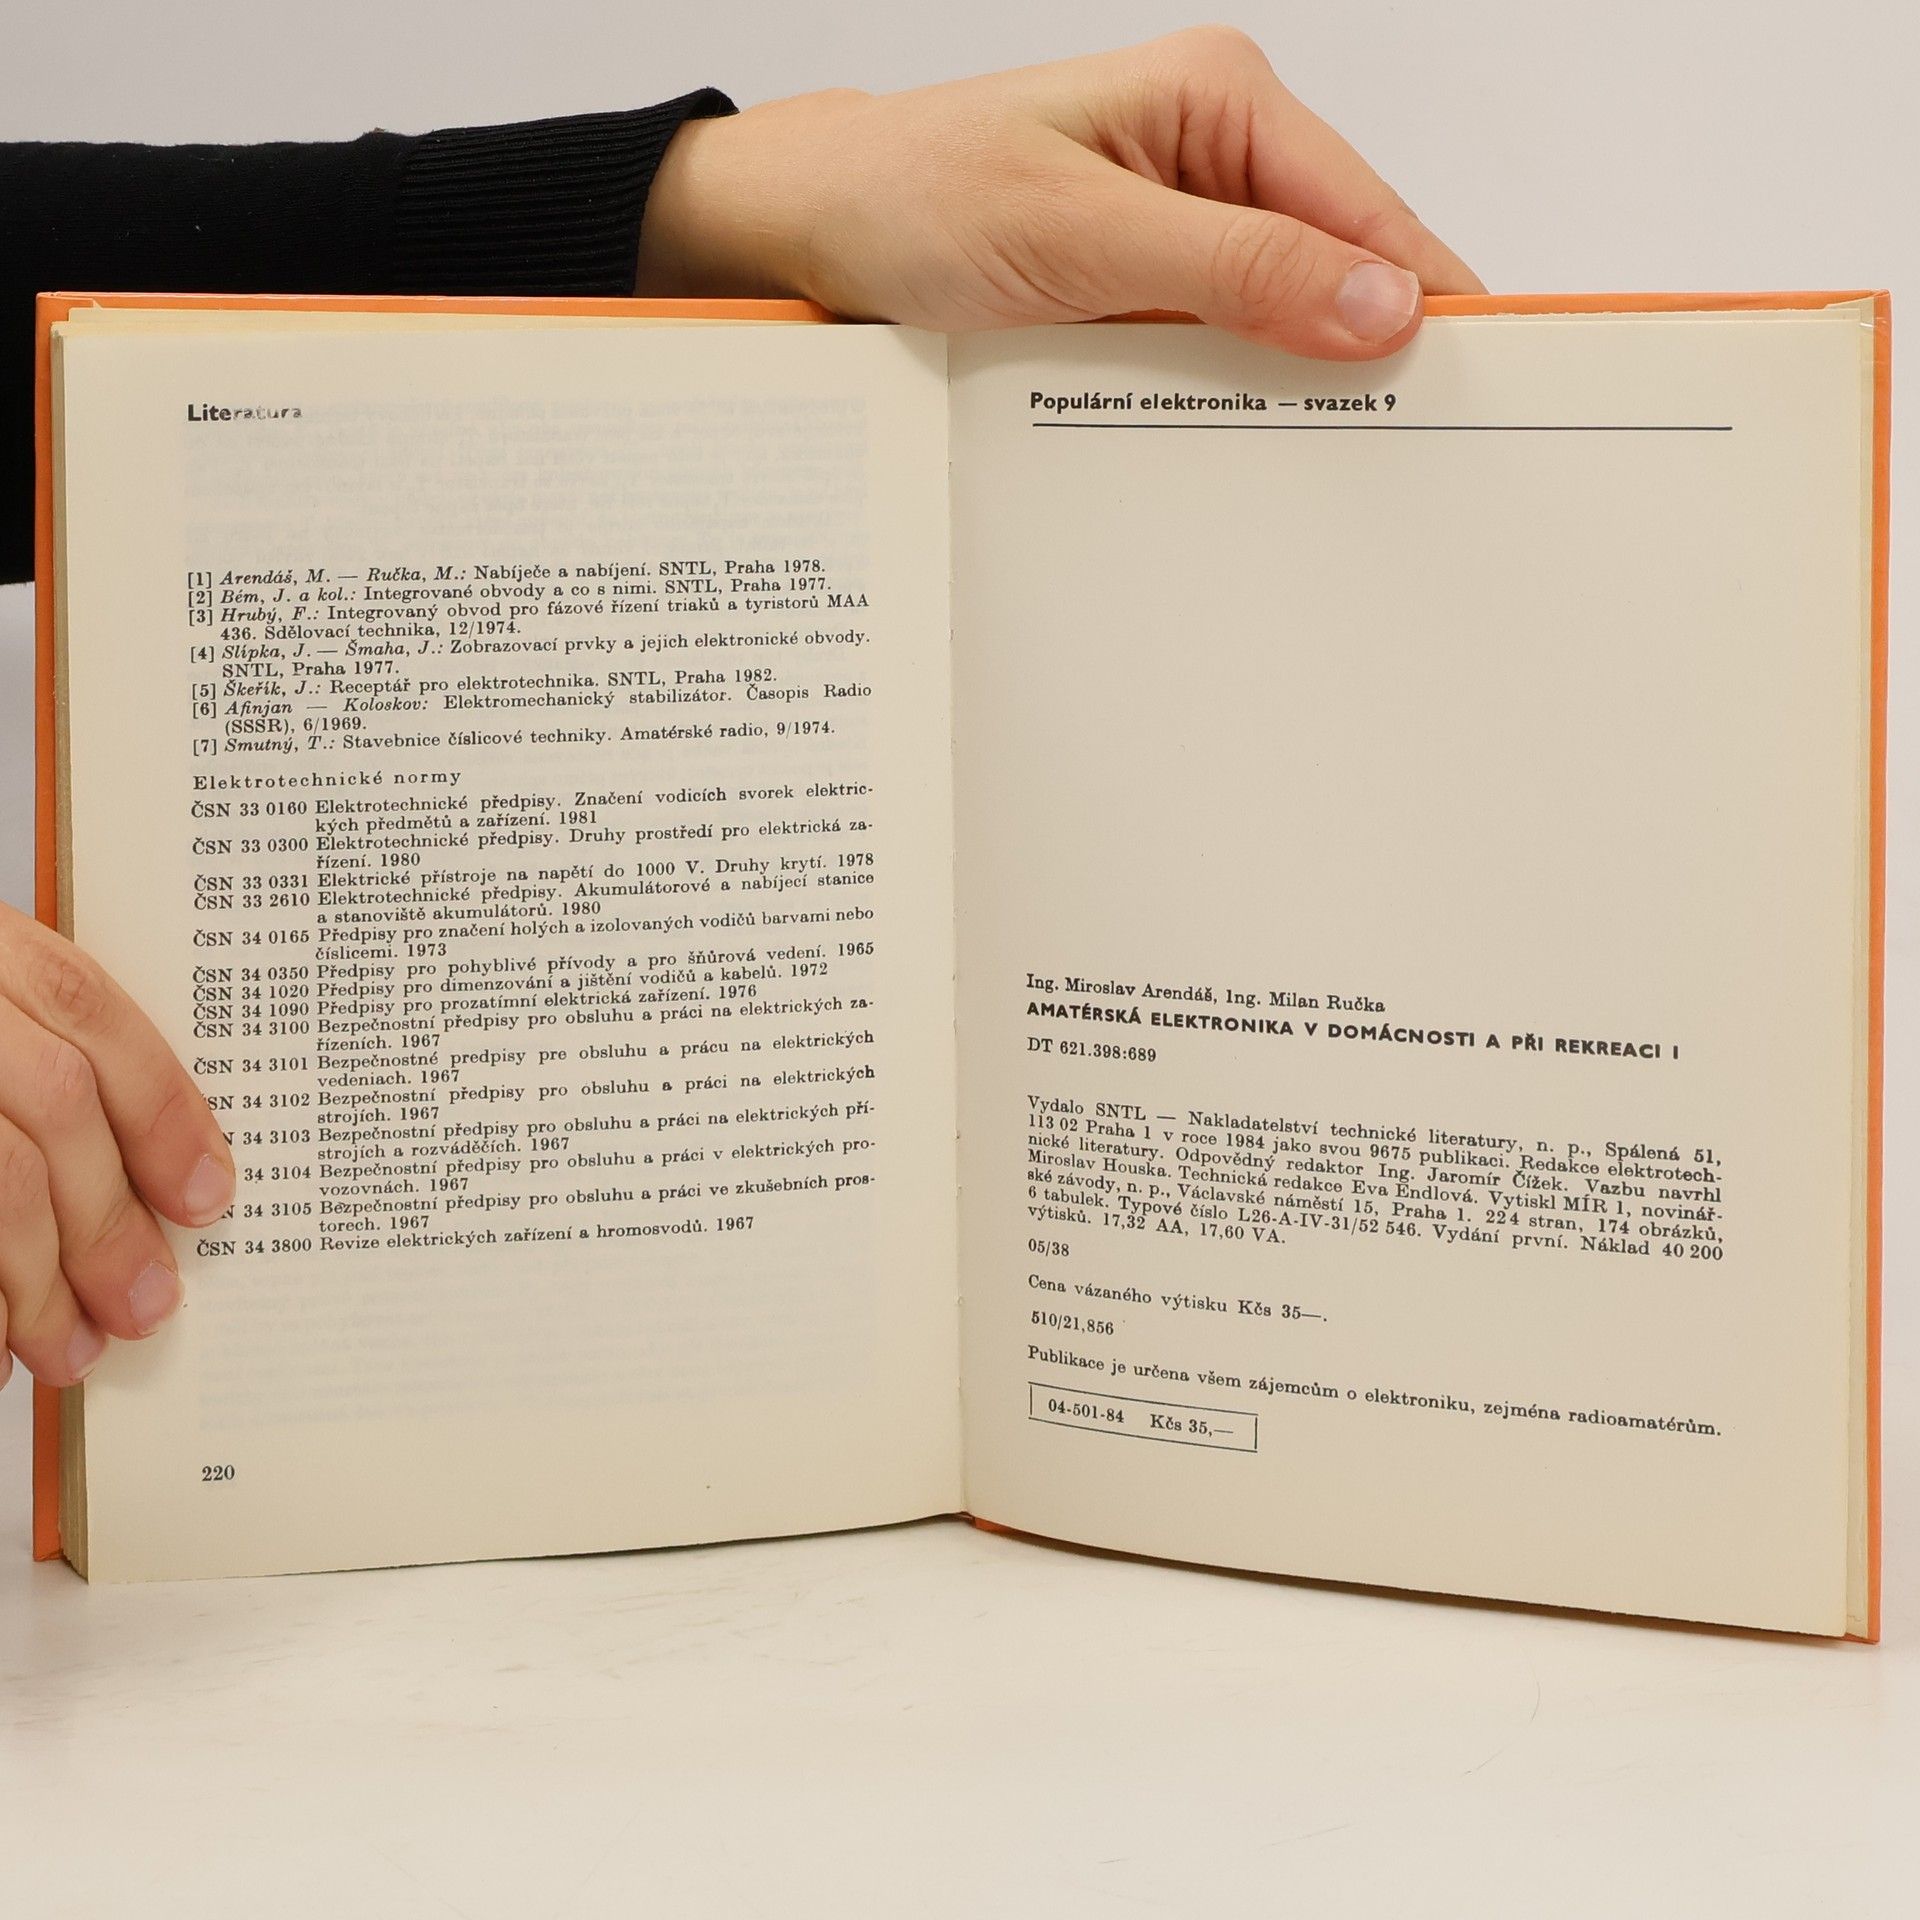 Literatura
[1] Arendáš, M. — Ručka, M.: Nabíječe a nabíjení. SNTL, Praha 1978.
[2] Bém, J. a kol.: Integrované obvody a co s nimi. SNTL, Praha 1977.
[3] Hrubý, F.: Integrovaný obvod pro fázové řízení triaků a tyristorů MAA
436. Sdělovací technika, 12/1974.
[4] Slípka, J. — Šmaha, J.: Zobrazovací prvky a jejich elektronické obvody.
SNTL, Praha 1977.
[5] Škeřík, J.: Receptář pro elektrotechnika. SNTL, Praha 1982.
[6] Afinjan — Koloskov: Elektromechanický stabilizátor. Časopis Radio
(SSSR), 6/1969.
[7] Smutný, T.: Stavebnice číslicové techniky. Amatérské radio, 9/1974.
Elektrotechnické normy
ČSN 33 0160 Elektrotechnické předpisy. Značení vodicích svorek elektric-
kých předmětů a zařízení. 1981
ČSN 33 0300 Elektrotechnické předpisy. Druhy prostředí pro elektrická za-
řízení. 1980
ČSN 33 0331 Elektrické přístroje na napětí do 1000 V. Druhy krytí. 1978
ČSN 33 2610 Elektrotechnické předpisy. Akumulátorové a nabíjecí stanice
a stanoviště akumulátorů. 1980
ČSN 34 0165 Předpisy pro značení holých a izolovaných vodičů barvami nebo
číslicemi. 1973
ČSN 34 0350 Předpisy pro pohyblivé přívody a pro šňůrová vedení. 1965
ČSN 34 1020 Předpisy pro dimenzování a jištění vodičů a kabelů. 1972
ČSN 34 1090 Předpisy pro prozatímní elektrická zařízení. 1976
ČSN 34 3100 Bezpečnostní předpisy pro obsluhu a práci na elektrických za-
řízeních. 1967
ČSN 34 3101 Bezpečnostné predpisy pre obsluhu a prácu na elektrických
vedeniach. 1967
SN 34 3102 Bezpečnostní předpisy pro obsluhu a práci na elektrických
strojích. 1967
N 34 3103 Bezpečnostní předpisy pro obsluhu a práci na elektrických pří-
strojích a rozváděčích. 1967
34 3104 Bezpečnostní předpisy pro obsluhu a práci v elektrických pro-
vozovnách. 1967
N 34 3105 Bezpečnostní předpisy pro obsluhu a práci ve zkušebních pros-
torech. 1967
ČSN 34 3800 Revize elektrických zařízení a hromosvodů. 1967
220
Populární elektronika — svazek 9
Ing. Miroslav Arendáš, Ing. Milan Ručka
AMATÉRSKÁ ELEKTRONIKA V DOMÁCNOSTI A PŘI REKREACI I
DT 621.398:689
Vydalo SNTL — Nakladatelství technické literatury, n. p., Spálená 51,
113 02 Praha 1 v roce 1984 jako svou 9675 publikaci. Redakce elektrotech-
nické literatury. Odpovědný redaktor Ing. Jaromír Čížek. Vazbu navrhl
Miroslav Houska. Technická redakce Eva Endlová. Vytiskl MÍR 1, novinář-
ské závody, n. p., Václavské náměstí 15, Praha 1. 224 stran, 174 obrázků,
6 tabulek. Typové číslo L26-A-IV-31/52 546. Vydání první. Náklad 40 200
výtisků. 17,32 AA, 17,60 VA.
05/38
Cena vázaného výtisku Kčs 35—.
510/21,856
Publikace je určena všem zájemcům o elektroniku, zejména radioamatérům.
04-501-84 Kčs 35,—